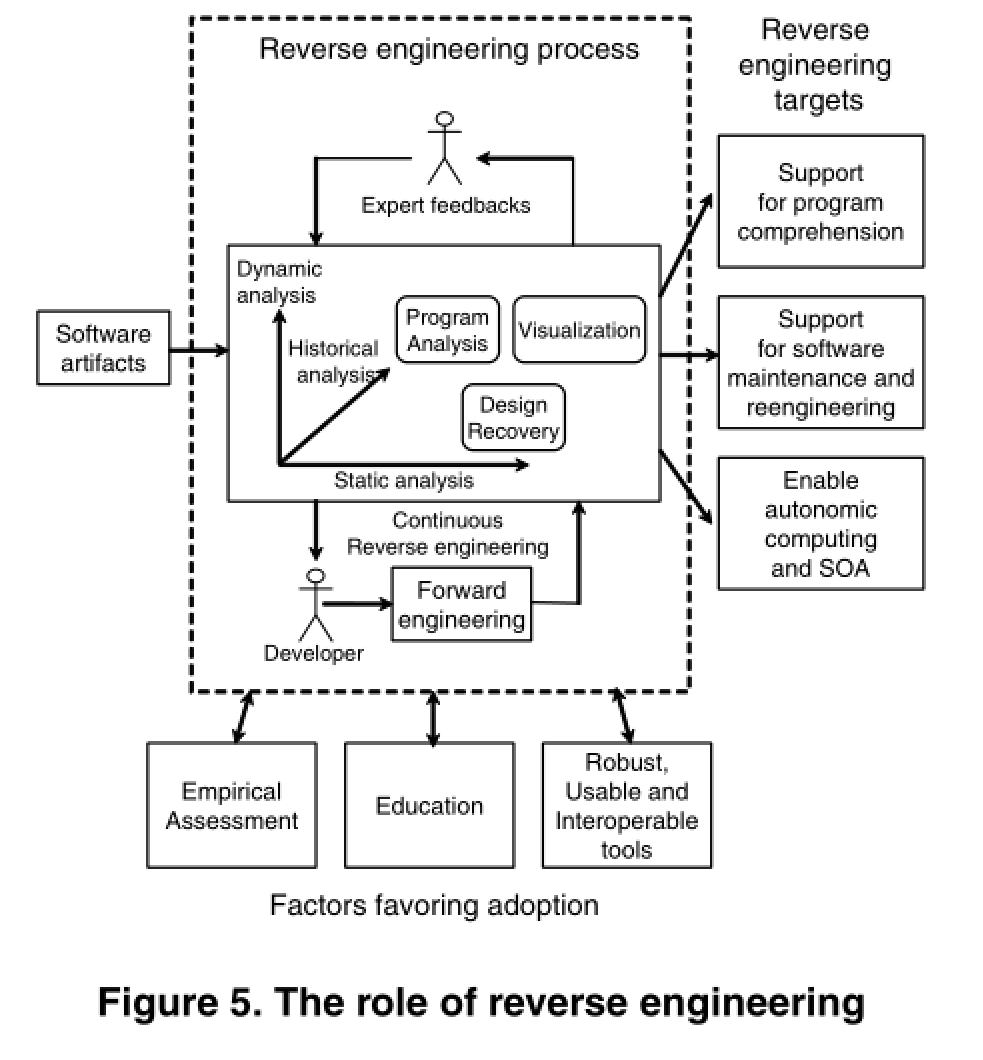 Reverse engineering process
Reverse
engineering
targets
Expert feedbacks
Support
for program
comprehension
Software
artifacts
Dynamic
analysis
Historical
analysis
Program
Analysis
Visualization
Design
Recovery
Static analysis
Support
for software
maintenance and
reengineering
Continuous
Reverse engineering
Forward
engineering
Developer
Enable
autonomic
computing
and SOA
Empirical
Assessment
Education
Robust,
Usable and
Interoperable
tools
Factors favoring adoption
Figure 5. The role of reverse engineering